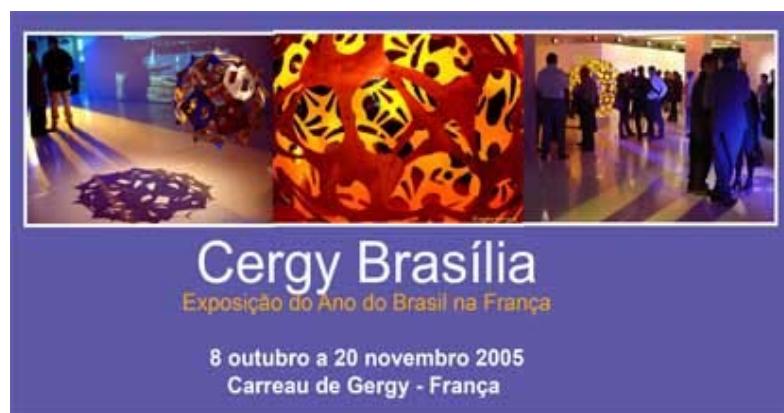 Cergy Brasília
Exposição do Ano do Brasil na França
8 outubro a 20 novembro 2005
Carreau de Gergy - França